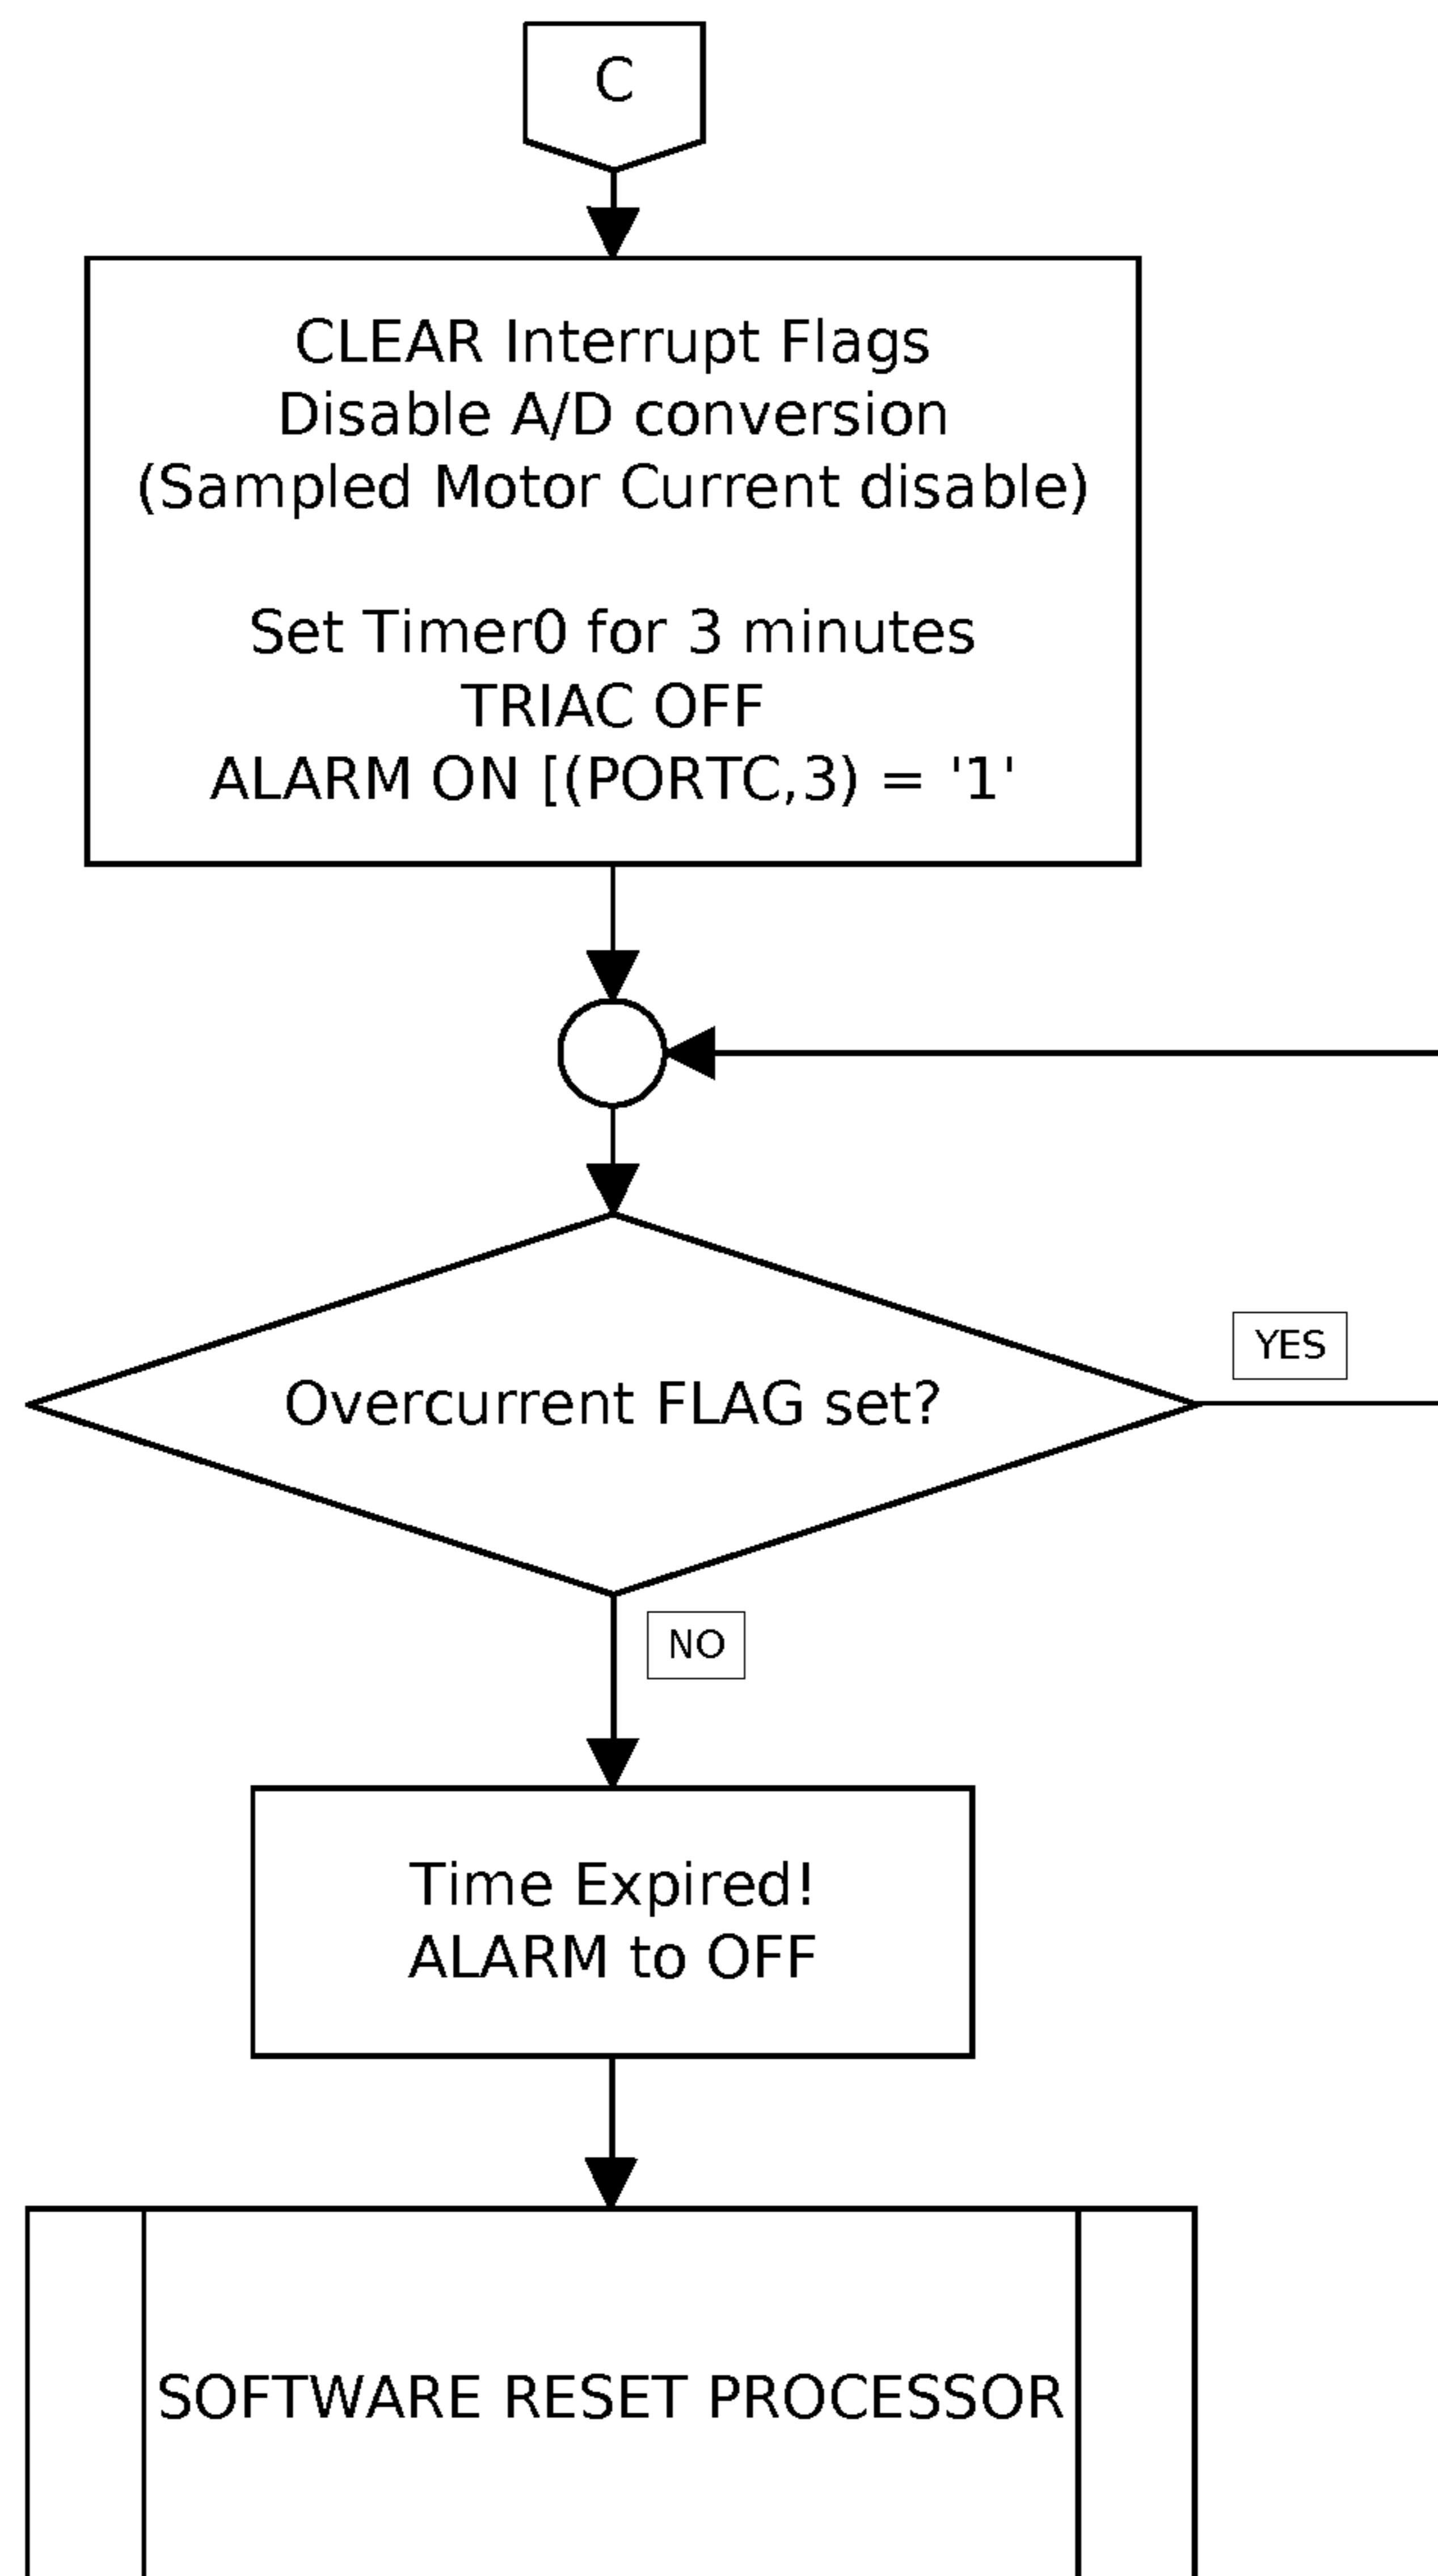 C
CLEAR Interrupt Flags
Disable A/D conversion
(Sampled Motor Current disable)
Set Timer0 for 3 minutes
TRIAC OFF
ALARM ON [(PORTC,3) = '1'
Overcurrent FLAG set?
YES
NO
Time Expired!
ALARM to OFF
SOFTWARE RESET PROCESSOR